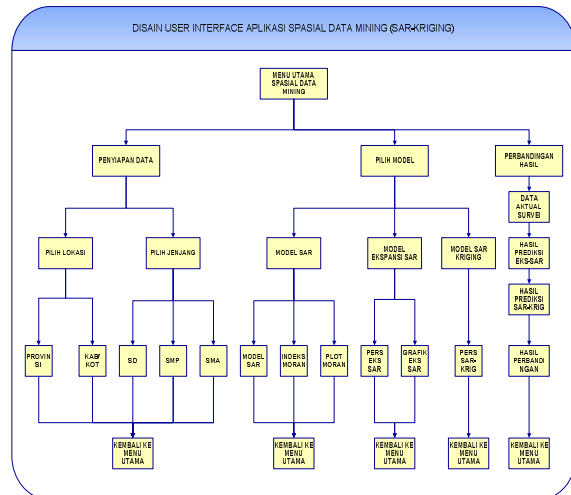 DISAIN USER INTERFACE APLIKASI SPASIAL DATA MINING (SAR-KRIGING)
MENU UTAMA
SPASIAL DATA
MINING
PENYIAPAN DATA
PILIH MODEL
PERBANDINGAN
HASIL
DATA
AKTUAL
SURVEI
PILIH LOKASI
PILIH JENJANG
MODEL SAR
MODEL
EKSPANSI SAR
MODEL SAR
KRIGING
HASIL
PREDIKSI
EKS-SAR
HASIL
PREDIKSI
SAR-KRIG
PROVIN
SI
KAB/
KOT
SD
SMP
SMA
MODEL
SAR
INDEKS
MORAN
PLOT
MORAN
PERS
EKS
SAR
GRAFIK
EKS
SAR
PERS
SAR-
KRIG
HASIL
PERBANDI
NGAN
KEMBALI KE
MENU
UTAMA
KEMBALI KE
MENU
UTAMA
KEMBALI KE
MENU
UTAMA
KEMBALI KE
MENU
UTAMA
KEMBALI KE
MENU
UTAMA